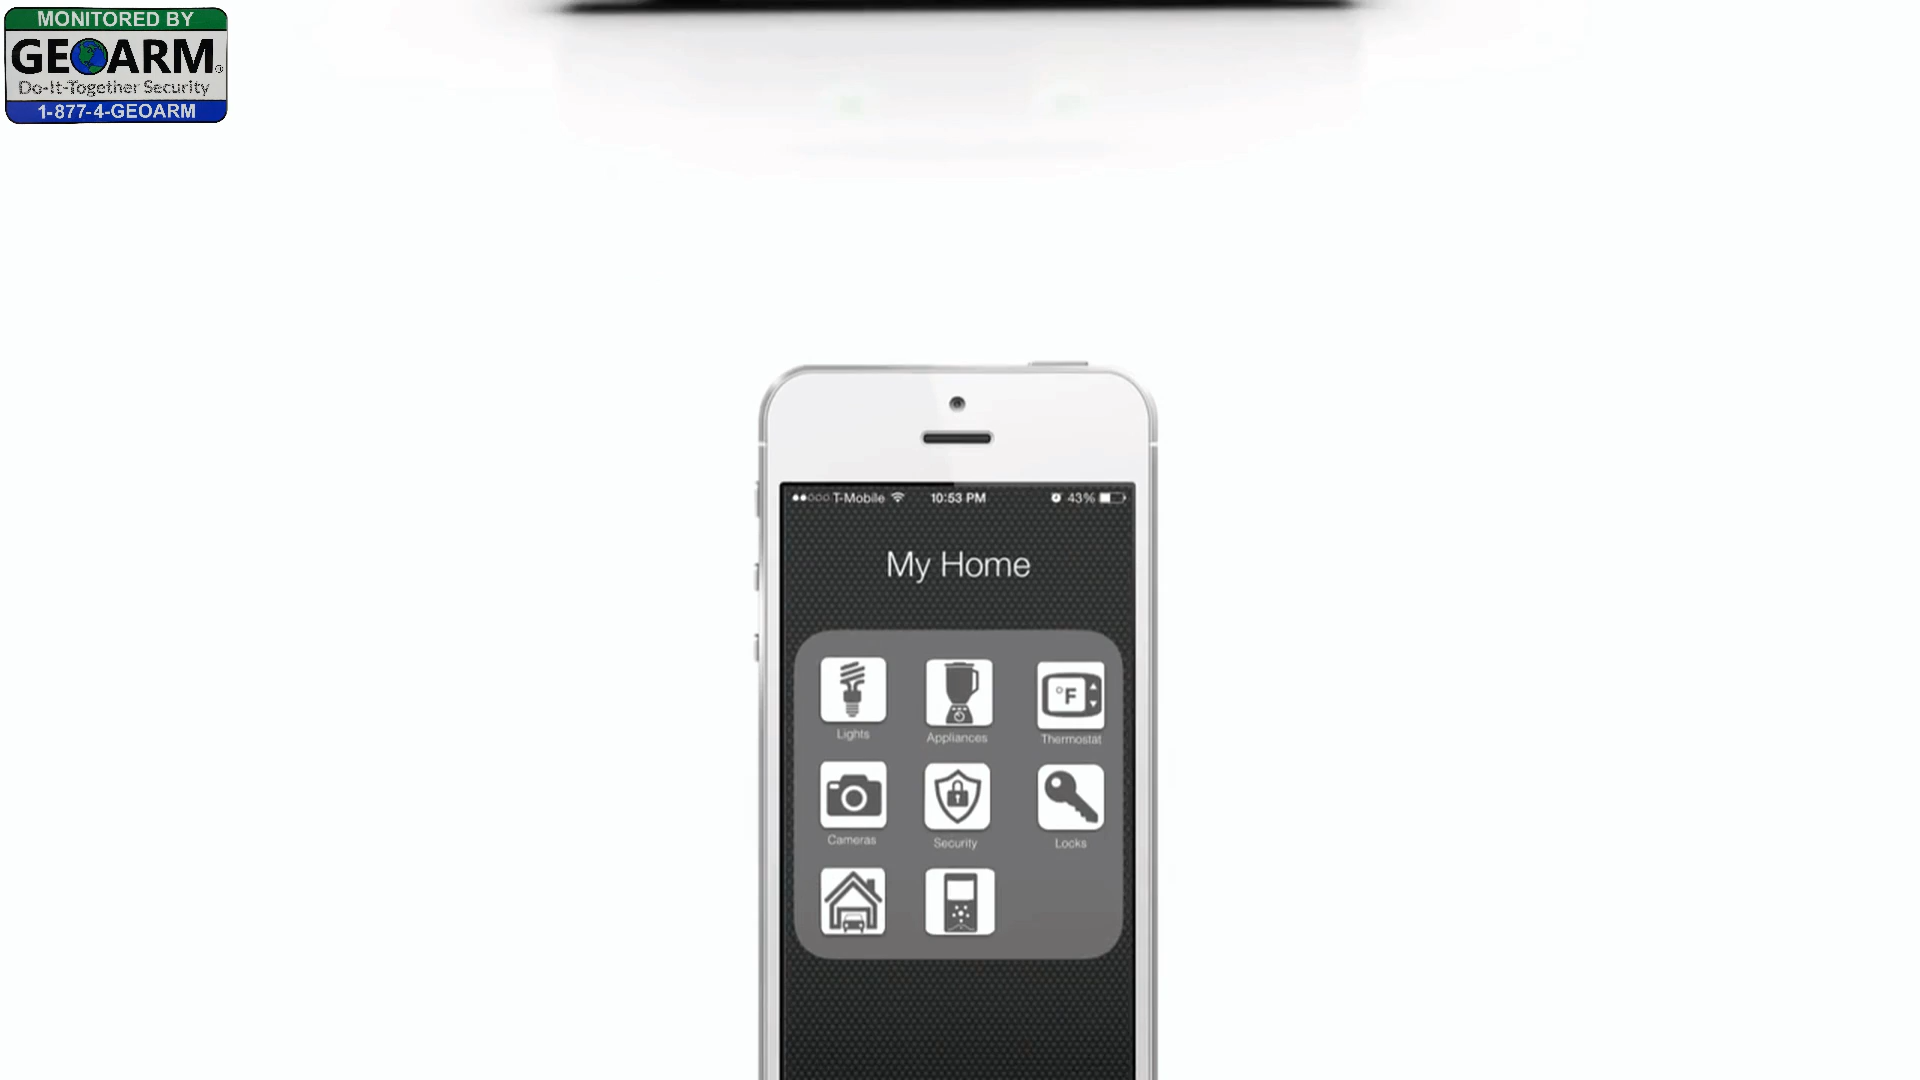 MONITORED BY
GEOARM®
Do-It-Together Security
1-877-4-GEOARM
T-Mobile 10:53 PM 43%
My Home
°F
Lights Appliances Thermostat
Cameras Security Locks